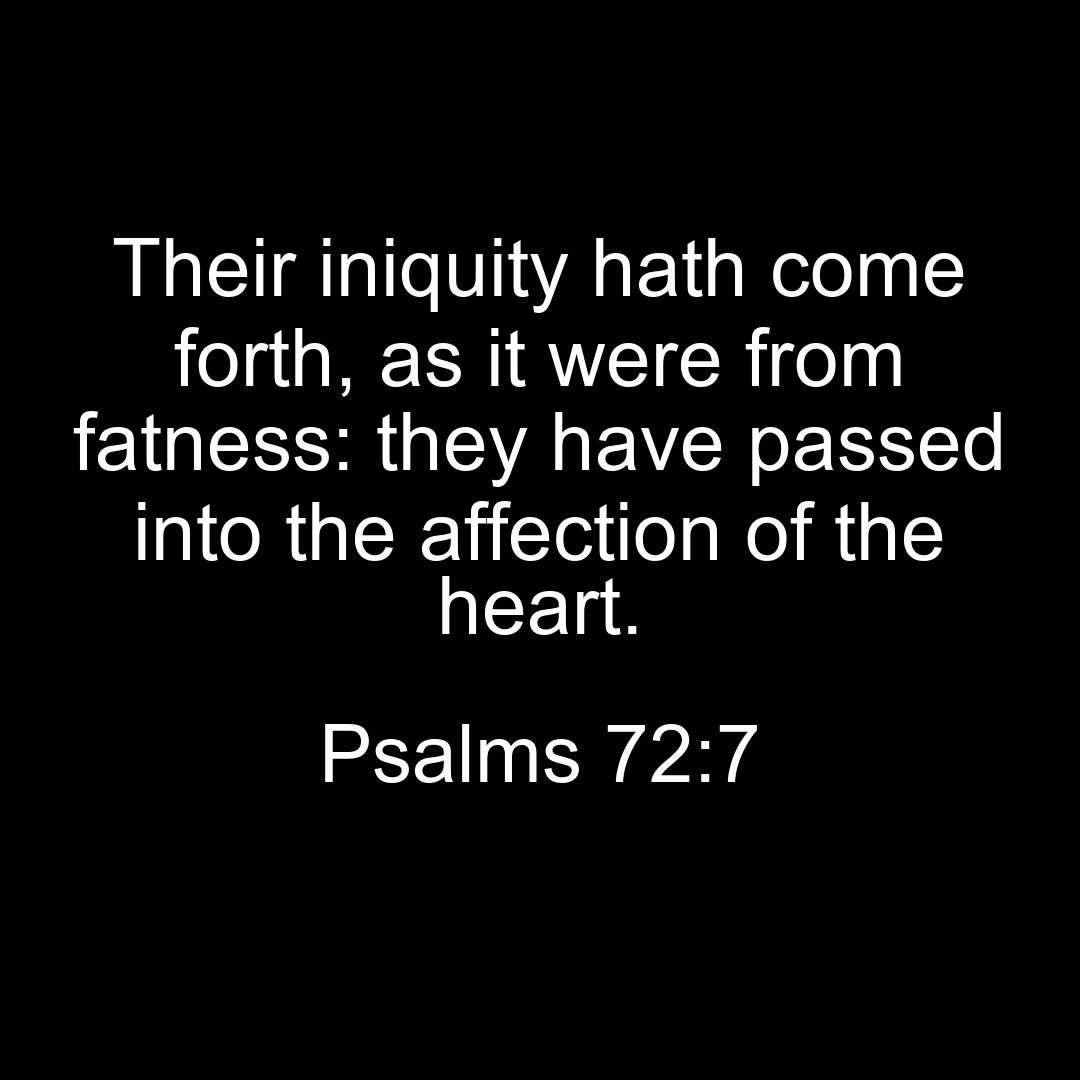 Their iniquity hath come
forth, as it were from
fatness: they have passed
into the affection of the
heart.
Psalms 72:7